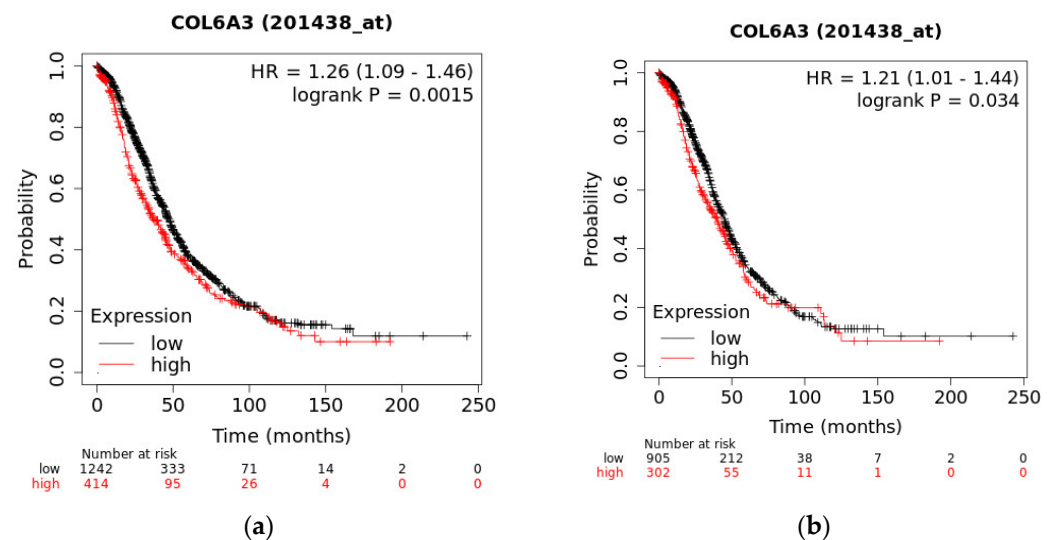 COL6A3 (201438_at)
HR = 1.26 (1.09 - 1.46)
logrank P = 0.0015
Probability
1.0
0.8
0.6
0.4
0.2
0.0
Expression
low
high
0 50 100 150 200 250
Time (months)
Number at risk
low 1242 333 71 14 2 0
high 414 95 26 4 0 0
(a)
COL6A3 (201438_at)
HR = 1.21 (1.01 - 1.44)
logrank P = 0.034
Probability
1.0
0.8
0.6
0.4
0.2
0.0
Expression
low
high
0 50 100 150 200 250
Time (months)
Number at risk
low 905 212 38 7 2 0
high 302 55 11 1 0 0
(b)